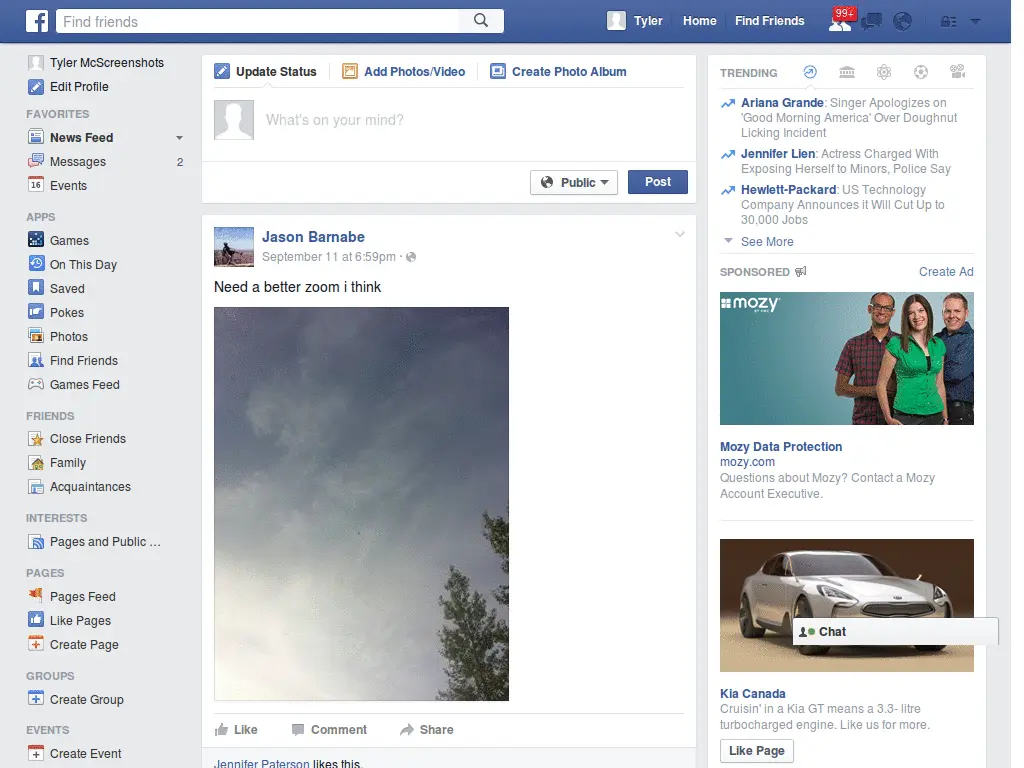 Find friends
Tyler
Home
Find Friends
99+
Tyler McScreenshots
Edit Profile
FAVORITES
News Feed
Messages 2
16 Events
APPS
Games
On This Day
Saved
Pokes
Photos
Find Friends
Games Feed
FRIENDS
Close Friends
Family
Acquaintances
INTERESTS
Pages and Public ...
PAGES
Pages Feed
Like Pages
Create Page
GROUPS
Create Group
EVENTS
Create Event
Update Status
Add Photos/Video
Create Photo Album
What's on your mind?
Public
Post
Jason Barnabe
September 11 at 6:59pm ·
Need a better zoom i think
Like
Comment
Share
Jennifer Paterson likes this.
TRENDING
Ariana Grande: Singer Apologizes on
'Good Morning America' Over Doughnut
Licking Incident
Jennifer Lien: Actress Charged With
Exposing Herself to Minors, Police Say
Hewlett-Packard: US Technology
Company Announces it Will Cut Up to
30,000 Jobs
See More
SPONSORED
Create Ad
mozy
BY EMC
Mozy Data Protection
mozy.com
Questions about Mozy? Contact a Mozy
Account Executive.
Chat
Kia Canada
Cruisin' in a Kia GT means a 3.3- litre
turbocharged engine. Like us for more.
Like Page